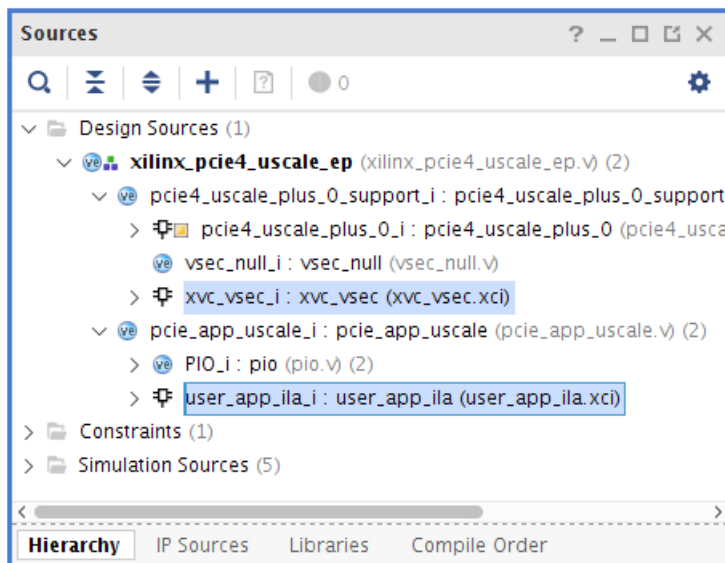 Sources
0
Design Sources (1)
xilinx_pcie4_uscale_ep (xilinx_pcie4_uscale_ep.v) (2)
pcie4_uscale_plus_0_support_i : pcie4_uscale_plus_0_support
pcie4_uscale_plus_0_i : pcie4_uscale_plus_0 (pcie4_usca
vsec_null_i : vsec_null (vsec_null.v)
xvc_vsec_i : xvc_vsec (xvc_vsec.xci)
pcie_app_uscale_i : pcie_app_uscale (pcie_app_uscale.v) (2)
PIO_i : pio (pio.v) (2)
user_app_ila_i : user_app_ila (user_app_ila.xci)
Constraints (1)
Simulation Sources (5)
Hierarchy IP Sources Libraries Compile Order